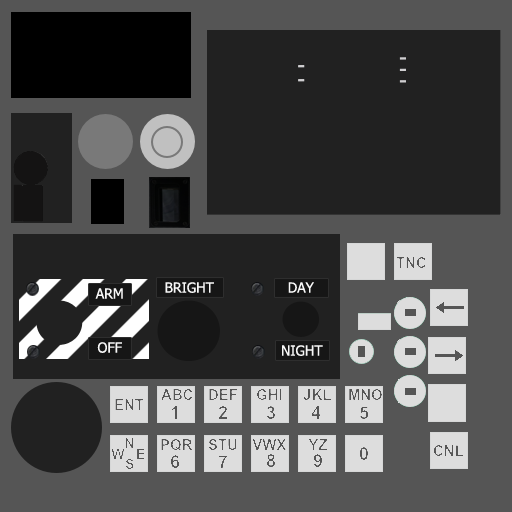 TNC
ARM
BRIGHT
DAY
←
→
OFF
NIGHT
ENT
ABC
1
DEF
2
GHI
3
JKL
4
MNO
5
N
W E
S
PQR
6
STU
7
VWX
8
YZ
9
0
CNL